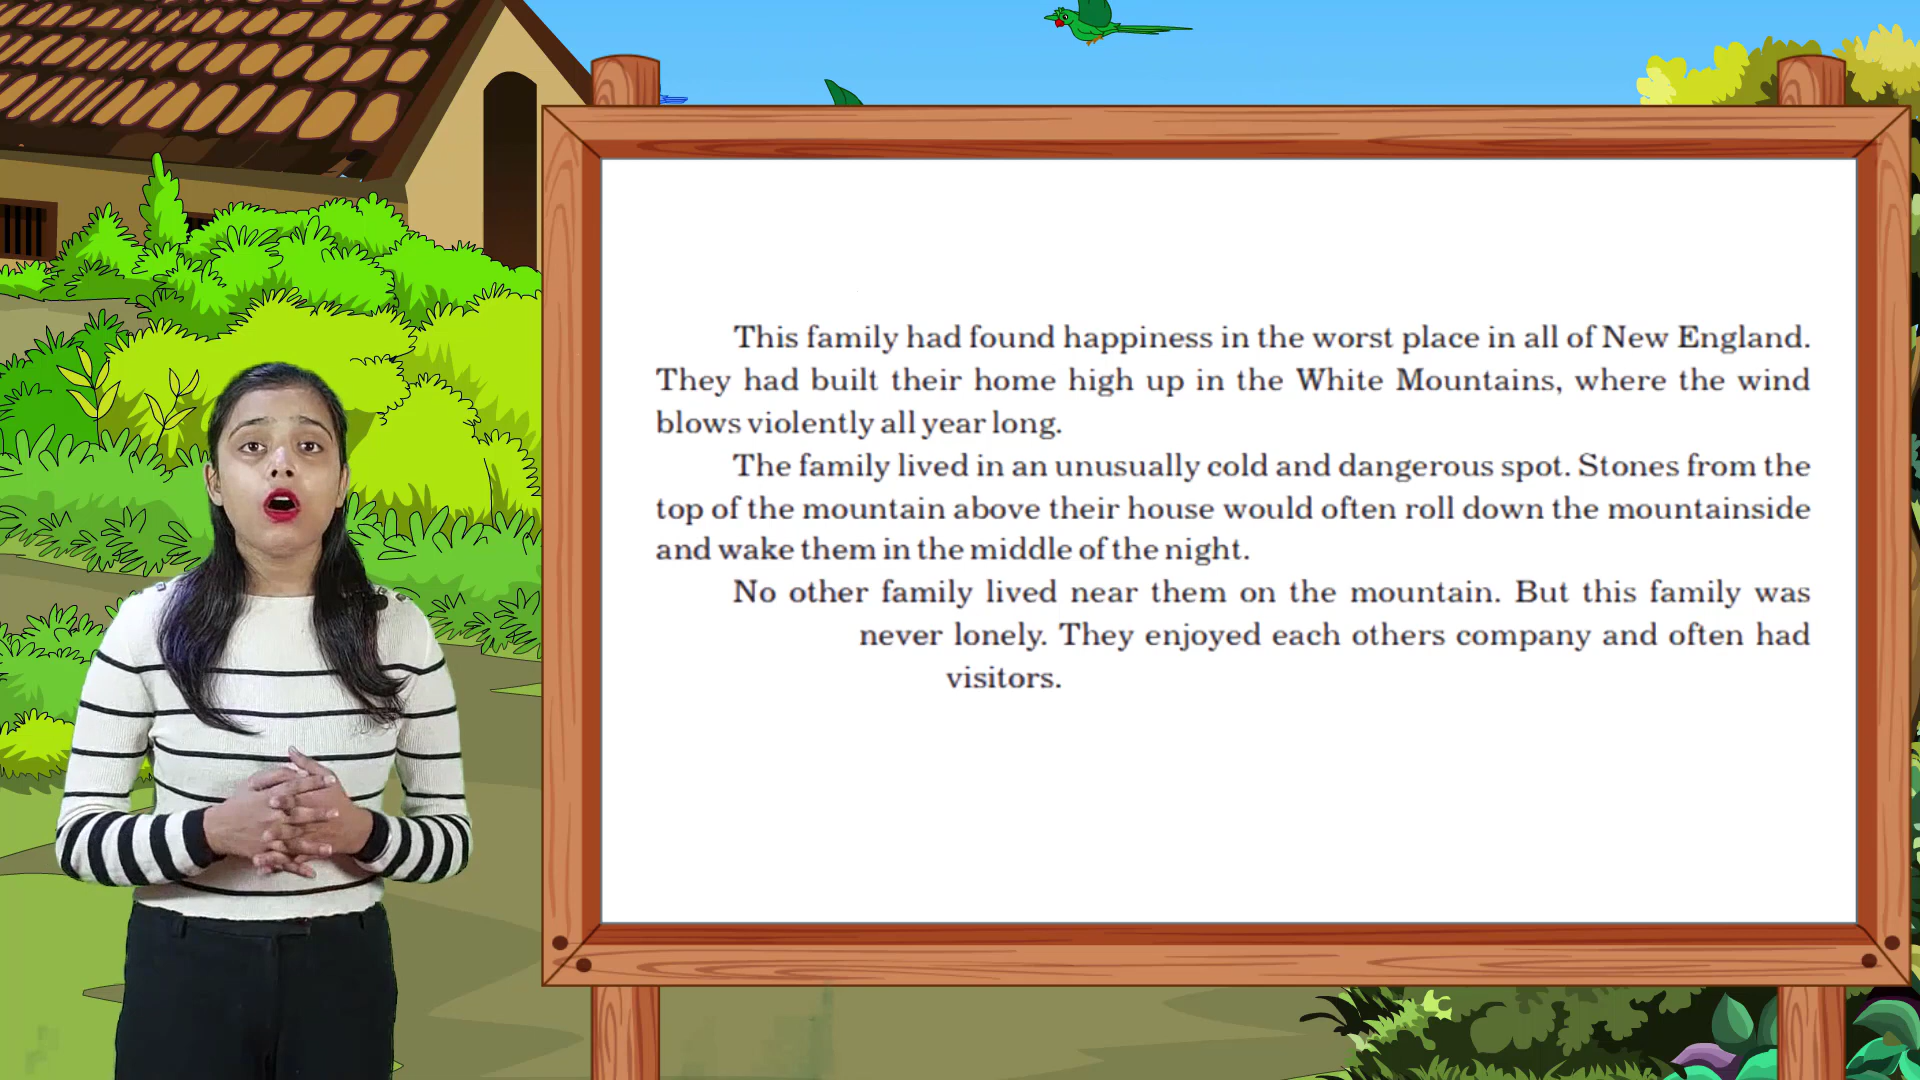 This family had found happiness in the worst place in all of New England.
They had built their home high up in the White Mountains, where the wind
blows violently all year long.
The family lived in an unusually cold and dangerous spot. Stones from the
top of the mountain above their house would often roll down the mountainside
and wake them in the middle of the night.
No other family lived near them on the mountain. But this family was
never lonely. They enjoyed each others company and often had
visitors.